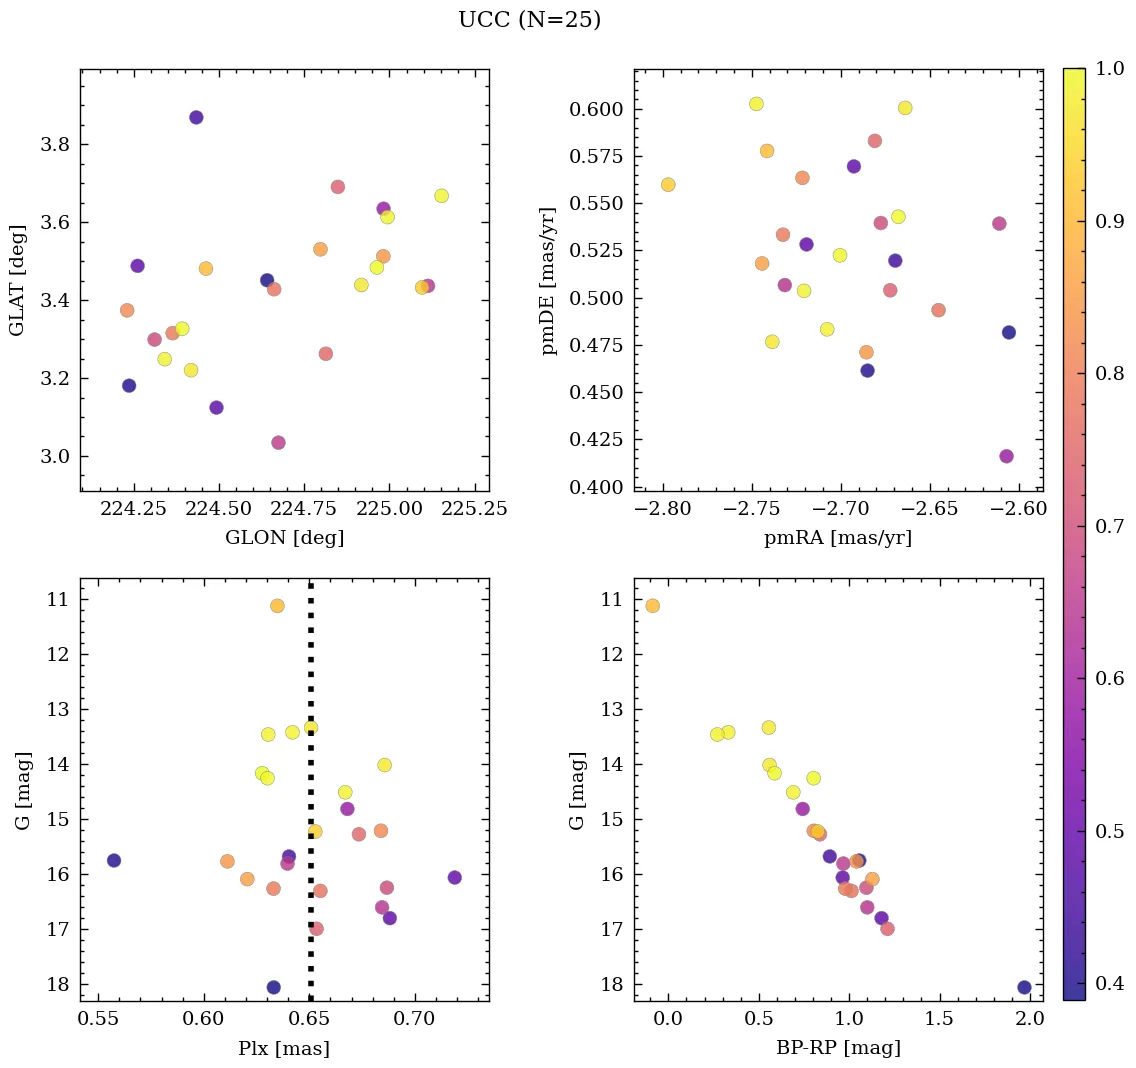 UCC (N=25)
3.8
3.6
3.4
3.2
3.0
GLAT [deg]
224.25 224.50 224.75 225.00 225.25
GLON [deg]
0.600
0.575
0.550
0.525
0.500
0.475
0.450
0.425
0.400
pmDE [mas/yr]
−2.80 −2.75 −2.70 −2.65 −2.60
pmRA [mas/yr]
11
12
13
14
15
16
17
18
G [mag]
0.55 0.60 0.65 0.70
Plx [mas]
11
12
13
14
15
16
17
18
G [mag]
0.0 0.5 1.0 1.5 2.0
BP-RP [mag]
1.0
0.9
0.8
0.7
0.6
0.5
0.4